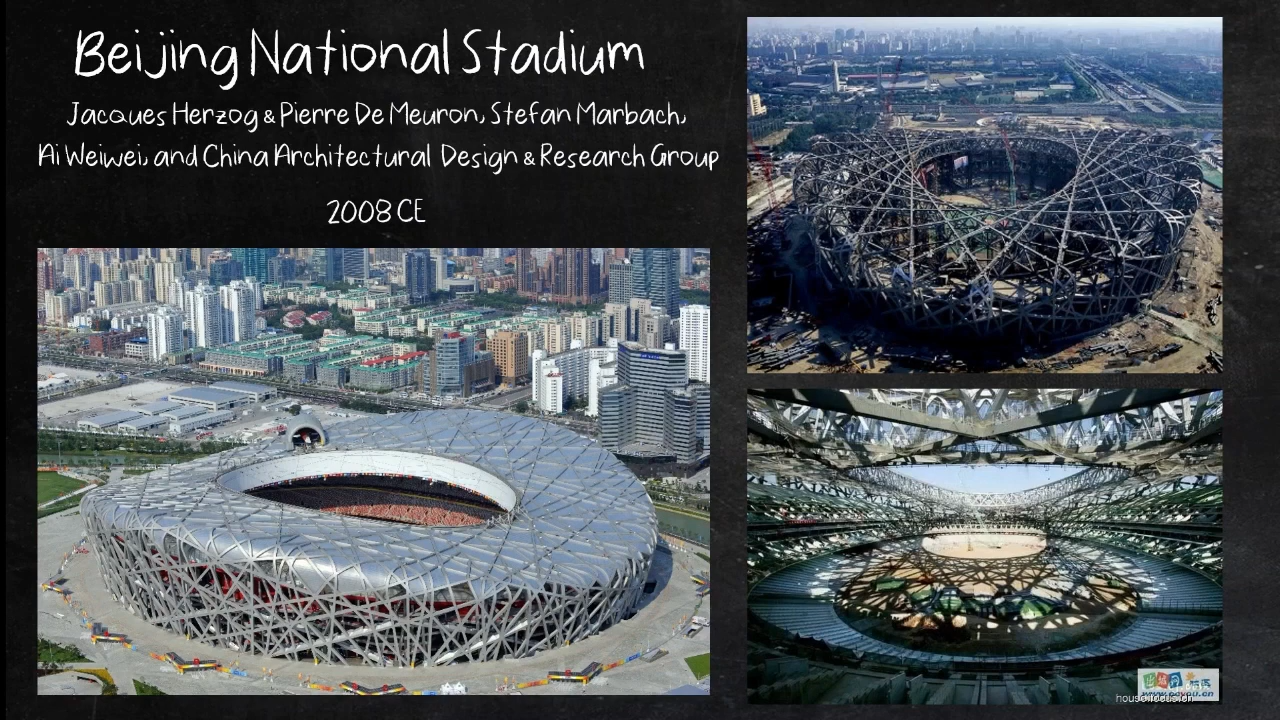 Beijing National Stadium
Jacques Herzog & Pierre De Meuron, Stefan Marbach,
Ai Weiwei, and China Architectural Design & Research Group
2008 CE